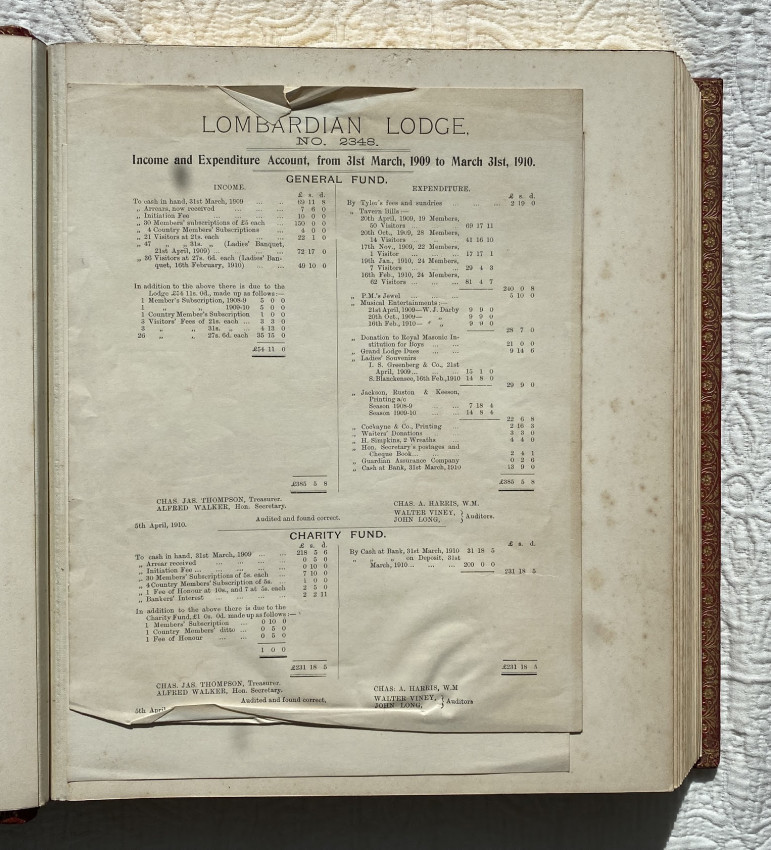 LOMBARDIAN LODGE,
NO. 2348.
Income and Expenditure Account, from 31st March, 1909 to March 31st, 1910.
GENERAL FUND.
INCOME.
£ s. d.
To cash in hand, 31st March, 1909 ... ... 69 11 8
„ Arrears, now received ... ... 7 6 0
„ Initiation Fee ... ... ... 10 0 0
„ 30 Members' subscriptions of £5 each ... 150 0 0
„ 4 Country Members' Subscriptions ... 4 0 0
„ 21 Visitors at 21s. each ... ... 22 1 0
„ 47 „ „ 31s. „ (Ladies' Banquet,
21st April, 1909) ... ... ... 72 17 0
„ 36 Visitors at 27s. 6d. each (Ladies' Ban-
quet, 16th February, 1910) ... ... 49 10 0
In addition to the above there is due to the
Lodge £54 11s. 0d., made up as follows:—
1 Member's Subscription, 1908-9 5 0 0
1 „ „ 1909-10 5 0 0
1 Country Member's Subscription 1 0 0
3 Visitors' Fees of 21s. each ... 3 3 0
3 „ „ 31s. „ ... 4 13 0
26 „ „ 27s. 6d. each 35 15 0
£54 11 0
£385 5 8
EXPENDITURE.
£ s. d.
By Tyler's fees and sundries ... ... 2 19 0
„ Tavern Bills:—
20th April, 1909, 19 Members,
50 Visitors ... ... 69 17 11
20th Oct., 1909, 28 Members,
14 Visitors ... ... 41 16 10
17th Nov., 1909, 22 Members,
1 Visitor ... ... 17 17 1
19th Jan., 1910, 24 Members,
7 Visitors ... ... 29 4 3
16th Feb., 1910, 24 Members,
62 Visitors ... ... 81 4 7
240 0 8
„ P.M.'s Jewel ... ... ... 5 10 0
„ Musical Entertainments:—
21st April, 1909—W. J. Darby 9 9 0
20th Oct., 1909— „ 9 9 0
16th Feb., 1910— „ „ 9 9 0
28 7 0
„ Donation to Royal Masonic In-
stitution for Boys ... ... 21 0 0
„ Grand Lodge Dues ... ... 9 14 6
„ Ladies' Souvenirs
I. S. Greenberg & Co., 21st
April, 1909 ... ... 15 1 0
S. Blanckensee, 16th Feb., 1910 14 8 0
29 9 0
„ Jackson, Ruston & Keeson,
Printing a/c
Season 1908-9 ... 7 18 4
Season 1909-10 ... 14 8 4
22 6 8
„ Cockayne & Co., Printing 2 16 3
„ Waiters' Donations ... 3 3 0
„ H. Simpkins, 2 Wreaths ... 4 4 0
„ Hon. Secretary's postages and
Cheque Book ... ... 2 4 1
„ Guardian Assurance Company 0 2 6
„ Cash at Bank, 31st March, 1910 13 9 0
£385 5 8
CHAS. JAS. THOMPSON, Treasurer.
ALFRED WALKER, Hon. Secretary.
CHAS. A. HARRIS, W.M.
WALTER VINEY,
JOHN LONG, } Auditors.
Audited and found correct.
5th April, 1910.
CHARITY FUND.
£ s. d.
To cash in hand, 31st March, 1909 ... ... 218 5 6
„ Arrear received ... ... ... 0 5 0
„ Initiation Fee ... ... ... 0 10 0
„ 30 Members' Subscriptions of 5s. each ... 7 10 0
„ 4 Country Members' Subscription of 5s. ... 1 0 0
„ 1 Fee of Honour at 10s., and 7 at 5s. each 2 5 0
„ Bankers' Interest ... ... ... 2 2 11
In addition to the above there is due to the
Charity Fund, £1 0s. 0d. made up as follows:—
1 Members' Subscription ... 0 10 0
1 Country Members' ditto ... 0 5 0
1 Fee of Honour ... ... 0 5 0
1 0 0
£231 18 5
£ s. d.
By Cash at Bank, 31st March, 1910 31 18 5
„ „ on Deposit, 31st
March, 1910 ... ... ... 200 0 0
231 18 5
£231 18 5
CHAS. JAS. THOMPSON, Treasurer.
ALFRED WALKER, Hon. Secretary.
CHAS. A. HARRIS, W.M
WALTER VINEY,
JOHN LONG, } Auditors
Audited and found correct.
5th April